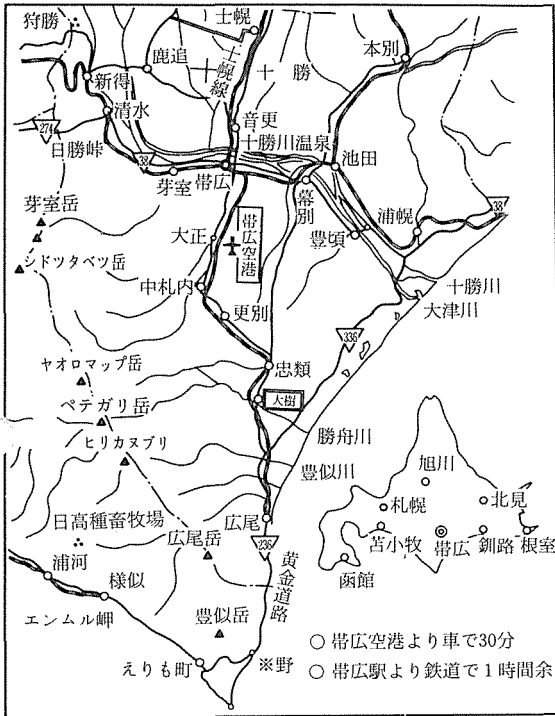 狩勝
士幌
本別
鹿追
士幌線
十勝
新得
清水
音更
274
十勝川温泉
日勝峠
38
池田
芽室
帯広
幕別
浦幌
38
芽室岳
大正
帯広空港
豊頃
シドツタベツ岳
十勝川
中札内
大津川
更別
336
ヤオロマップ岳
忠類
ペテガリ岳
大樹
ヒリカヌブリ
勝舟川
豊似川
旭川
札幌
北見
日高種畜牧場
広尾
広尾岳
苫小牧
帯広
釧路
根室
236
浦河
黄金道路
函館
様似
エンムル岬
豊似岳
○ 帯広空港より車で30分
えりも町
※野
○ 帯広駅より鉄道で1時間余